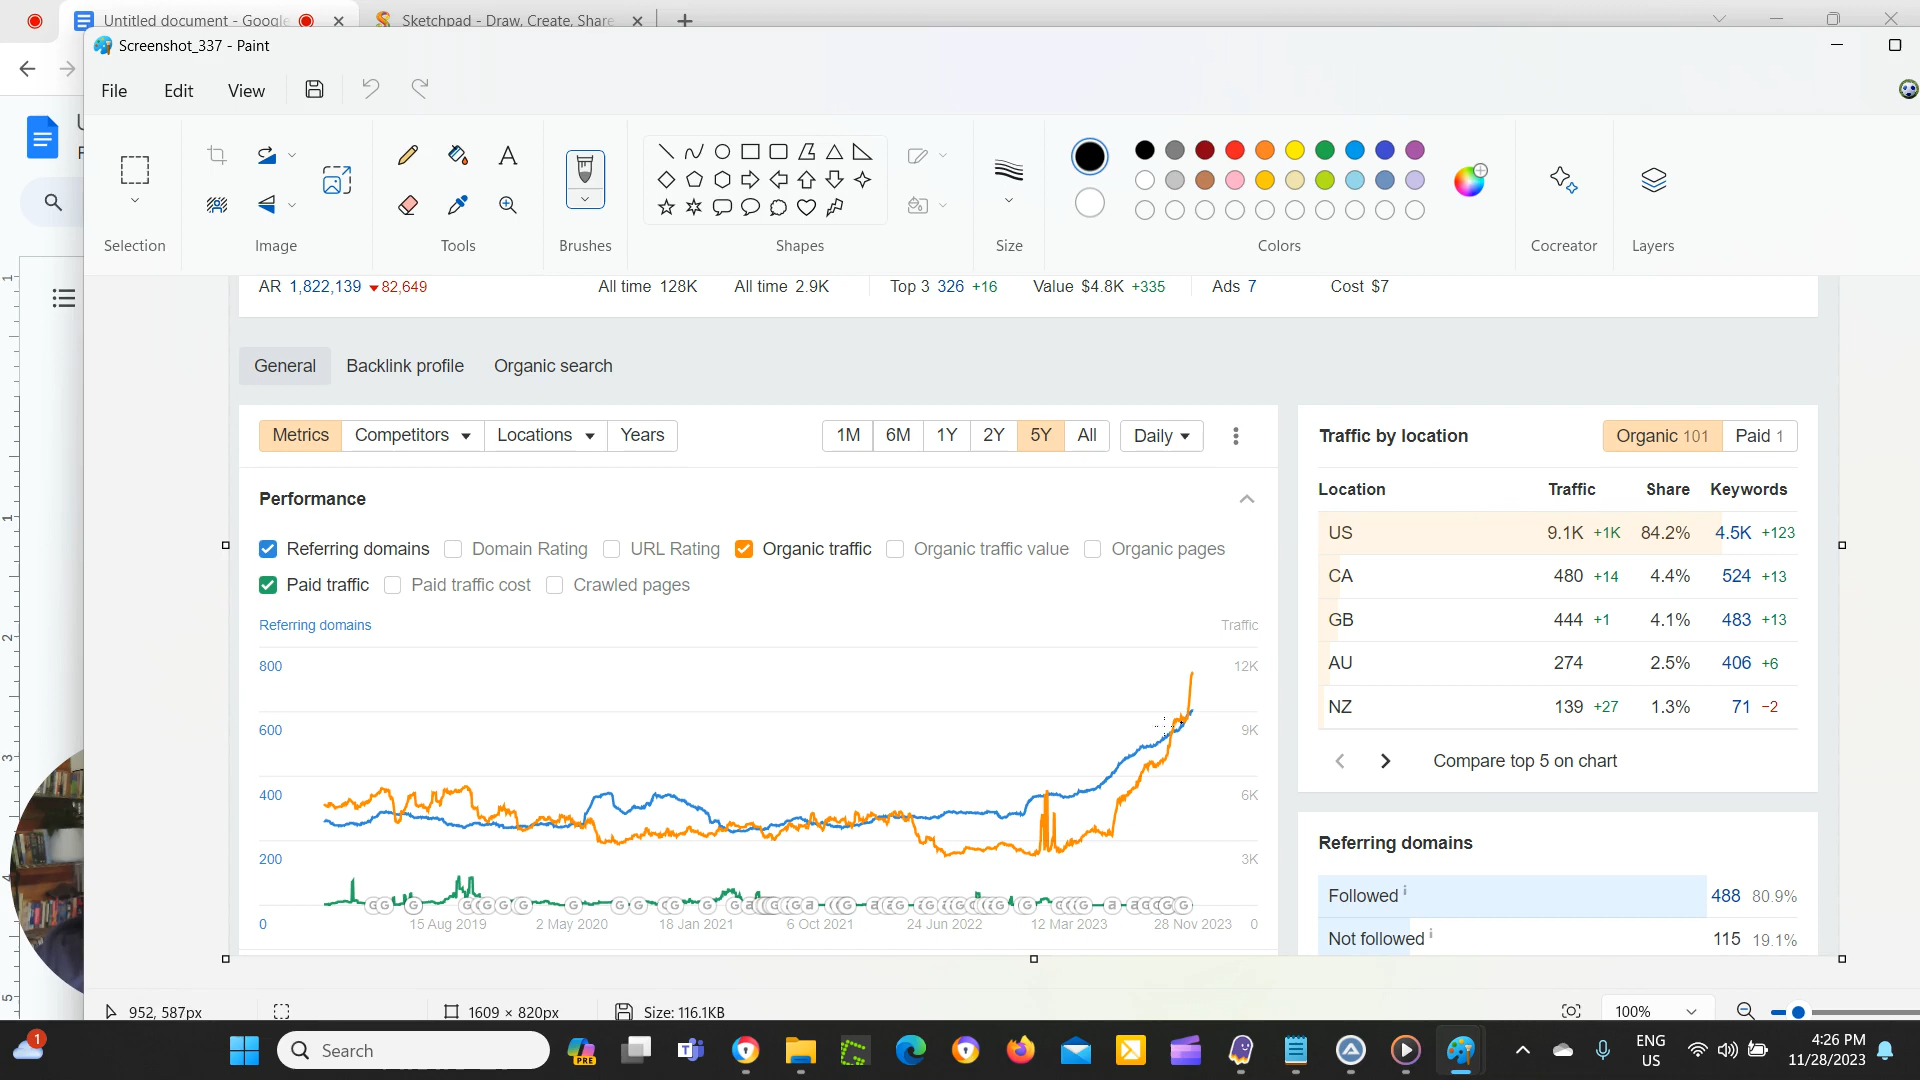 Untitled document - Google
Sketchpad - Draw, Create, Share
Screenshot_337 - Paint
File Edit View
Selection Image Tools Brushes Shapes Size Colors Cocreator Layers
AR 1,822,139 ▾82,649 All time 128K All time 2.9K Top 3 326 +16 Value $4.8K +335 Ads 7 Cost $7
General Backlink profile Organic search
Metrics Competitors Locations Years 1M 6M 1Y 2Y 5Y All Daily
Performance
Referring domains Domain Rating URL Rating Organic traffic Organic traffic value Organic pages
Paid traffic Paid traffic cost Crawled pages
Referring domains Traffic
800 12K
600 9K
400 6K
200 3K
0 15 Aug 2019 2 May 2020 18 Jan 2021 6 Oct 2021 24 Jun 2022 12 Mar 2023 28 Nov 2023 0
Traffic by location Organic 101 Paid 1
Location Traffic Share Keywords
US 9.1K +1K 84.2% 4.5K +123
CA 480 +14 4.4% 524 +13
GB 444 +1 4.1% 483 +13
AU 274 2.5% 406 +6
NZ 139 +27 1.3% 71 −2
Compare top 5 on chart
Referring domains
Followed i 488 80.9%
Not followed i 115 19.1%
952, 587px 1609 × 820px Size: 116.1KB 100%
1 Search PRE ENG US 4:26 PM 11/28/2023